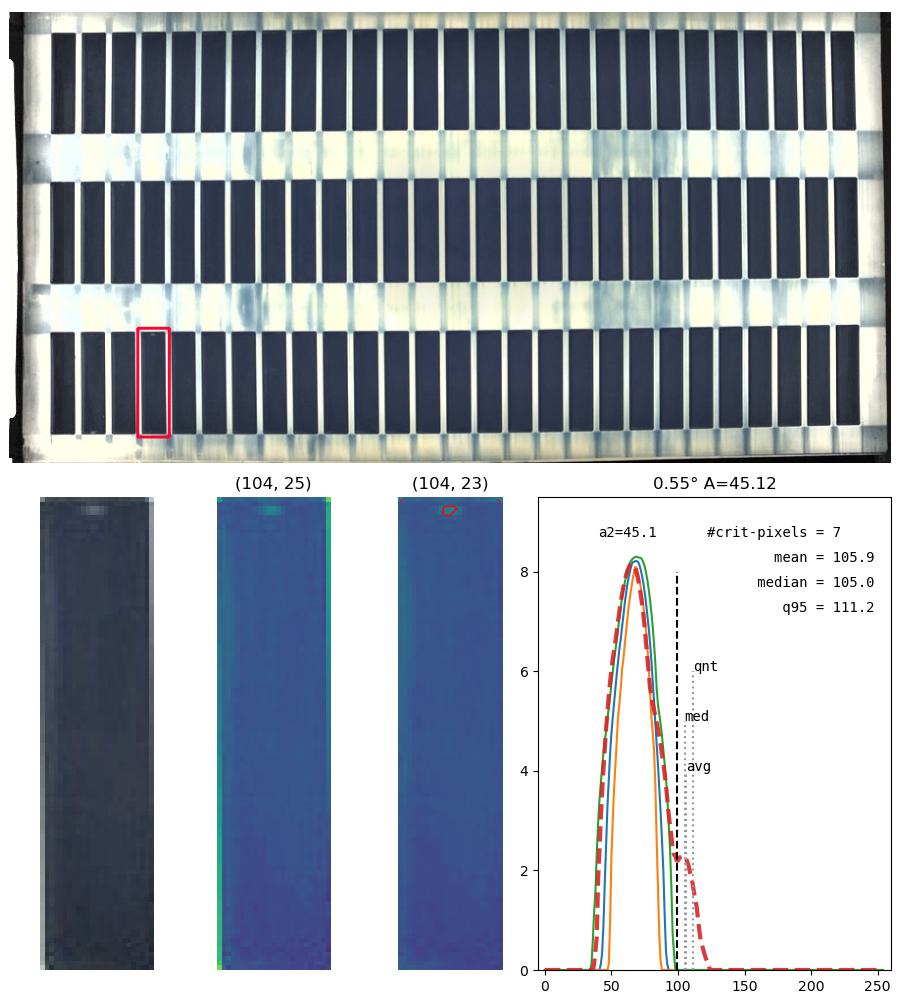 (104, 25)
(104, 23)
0.55° A=45.12
a2=45.1
#crit-pixels = 7
mean = 105.9
median = 105.0
q95 = 111.2
qnt
med
avg
8
6
4
2
0
0 50 100 150 200 250